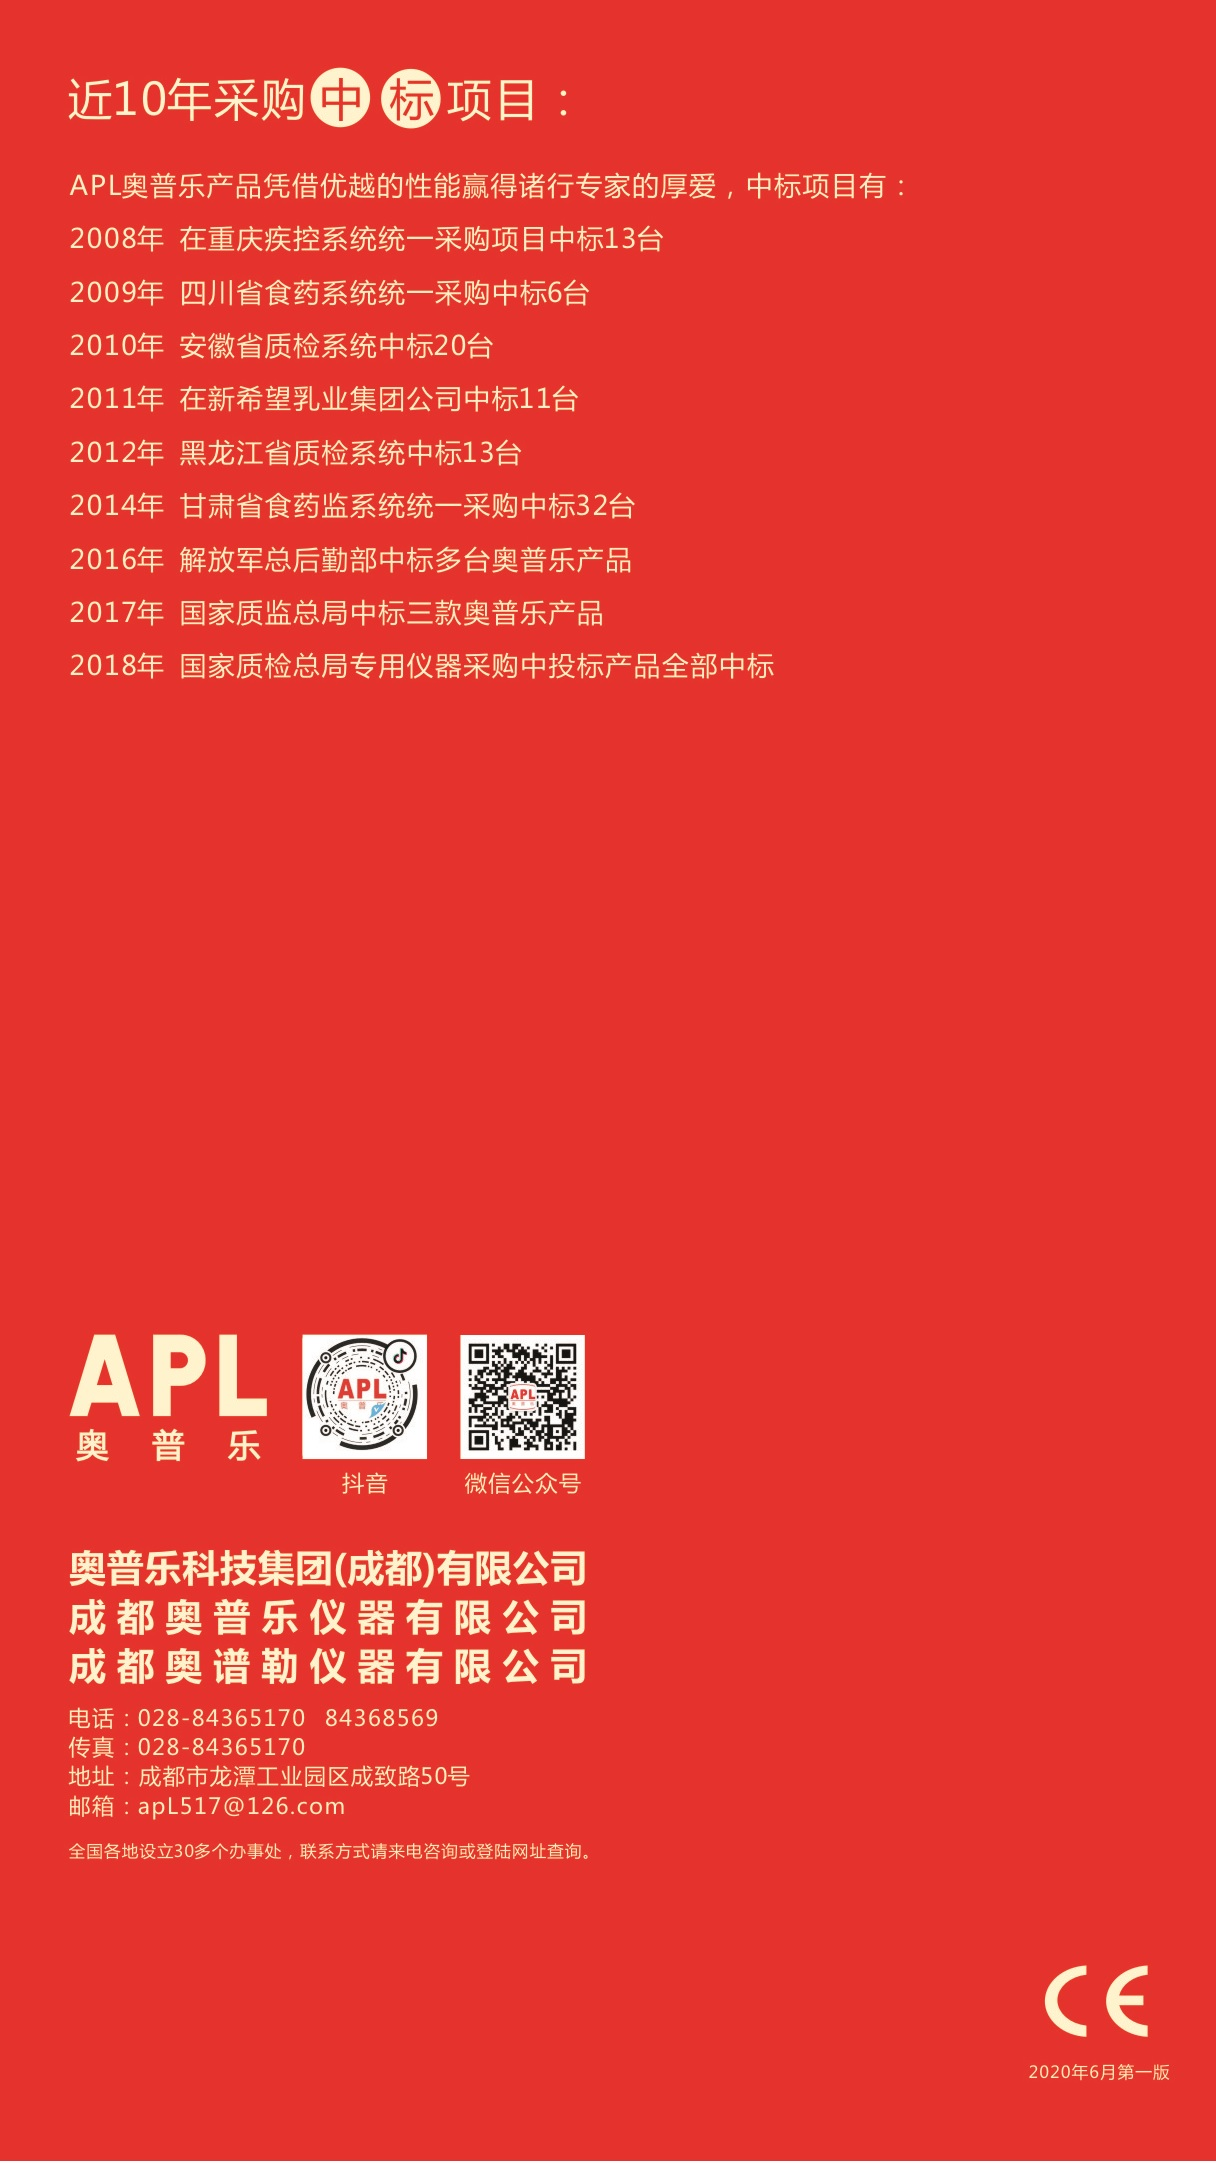 近10年采购中标项目：
APL奥普乐产品凭借优越的性能赢得诸行专家的厚爱，中标项目有：
2008年 在重庆疾控系统统一采购项目中标13台
2009年 四川省食药系统统一采购中标6台
2010年 安徽省质检系统中标20台
2011年 在新希望乳业集团公司中标11台
2012年 黑龙江省质检系统中标13台
2014年 甘肃省食药监系统统一采购中标32台
2016年 解放军总后勤部中标多台奥普乐产品
2017年 国家质监总局中标三款奥普乐产品
2018年 国家质检总局专用仪器采购中投标产品全部中标
APL
奥普乐
APL
奥普乐
APL
抖音
微信公众号
奥普乐科技集团(成都)有限公司
成都奥普乐仪器有限公司
成都奥谱勒仪器有限公司
电话：028-84365170 84368569
传真：028-84365170
地址：成都市龙潭工业园区成致路50号
邮箱：apL517@126.com
全国各地设立30多个办事处，联系方式请来电咨询或登陆网址查询。
CE
2020年6月第一版